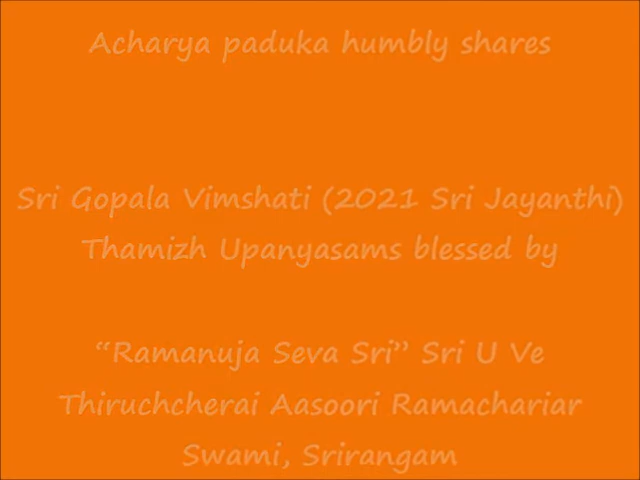 Acharya paduka humbly shares
Sri Gopala Vimshati (2021 Sri Jayanthi)
Thamizh Upanyasams blessed by
“Ramanuja Seva Sri” Sri U Ve
Thiruchcherai Aasoori Ramachariar
Swami, Srirangam